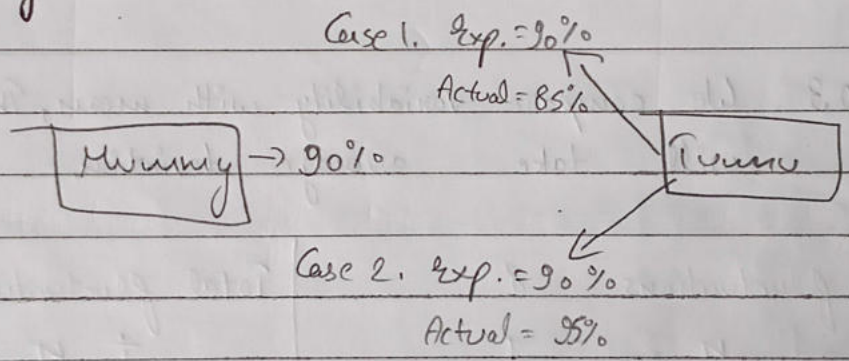 Case 1. Exp. = 90%
Actual = 85%
Mummy → 90%
Tummu
Case 2. Exp. = 90%
Actual = 95%